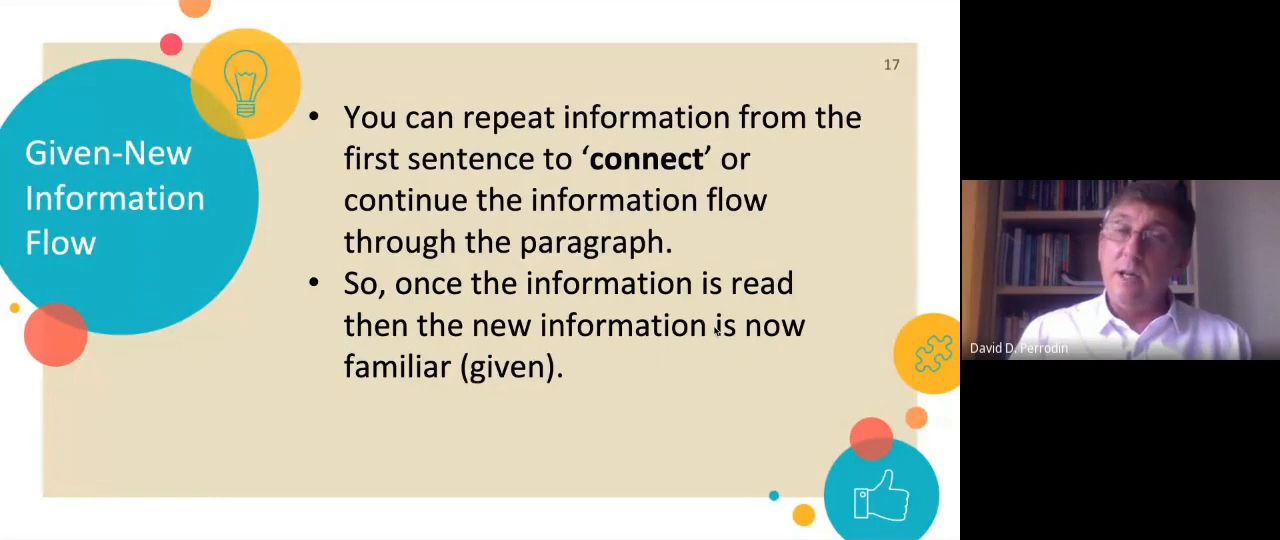 17
Given-New
Information
Flow
• You can repeat information from the
first sentence to ‘connect’ or
continue the information flow
through the paragraph.
• So, once the information is read
then the new information is now
familiar (given).
David D. Perrodin